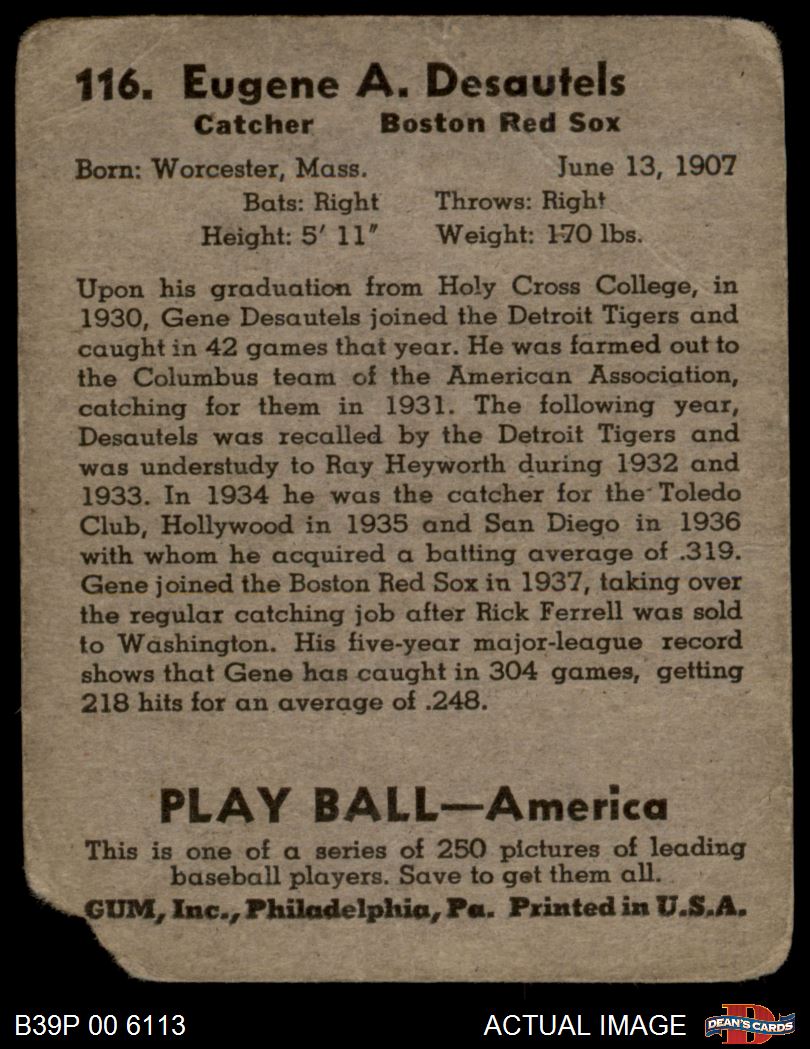 116. Eugene A. Desautels
Catcher Boston Red Sox
Born: Worcester, Mass. June 13, 1907
Bats: Right Throws: Right
Height: 5' 11" Weight: 170 lbs.
Upon his graduation from Holy Cross College, in
1930, Gene Desautels joined the Detroit Tigers and
caught in 42 games that year. He was farmed out to
the Columbus team of the American Association,
catching for them in 1931. The following year,
Desautels was recalled by the Detroit Tigers and
was understudy to Ray Heyworth during 1932 and
1933. In 1934 he was the catcher for the Toledo
Club, Hollywood in 1935 and San Diego in 1936
with whom he acquired a batting average of .319.
Gene joined the Boston Red Sox in 1937, taking over
the regular catching job after Rick Ferrell was sold
to Washington. His five-year major-league record
shows that Gene has caught in 304 games, getting
218 hits for an average of .248.
PLAY BALL—America
This is one of a series of 250 pictures of leading
baseball players. Save to get them all.
GUM, Inc., Philadelphia, Pa. Printed in U.S.A.
B39P 00 6113 ACTUAL IMAGE D DEAN'S CARDS